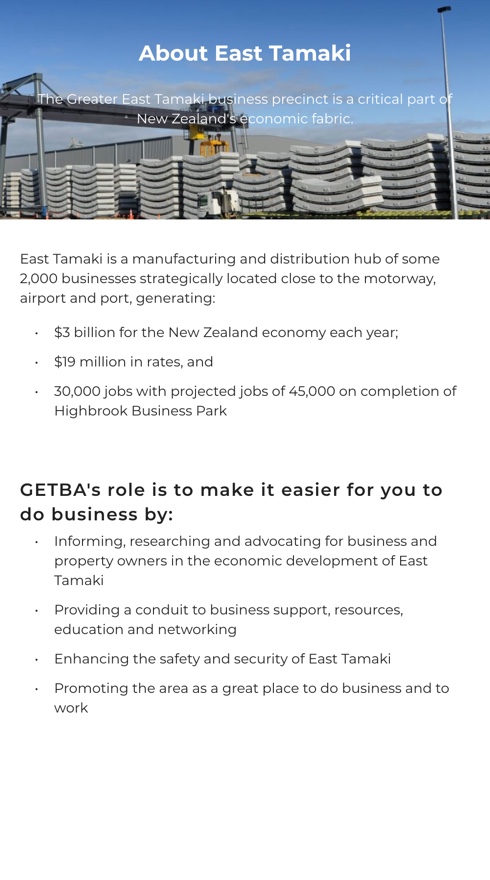 About East Tamaki
The Greater East Tamaki business precinct is a critical part of
New Zealand's economic fabric.
East Tamaki is a manufacturing and distribution hub of some
2,000 businesses strategically located close to the motorway,
airport and port, generating:
• $3 billion for the New Zealand economy each year;
• $19 million in rates, and
• 30,000 jobs with projected jobs of 45,000 on completion of
Highbrook Business Park
GETBA's role is to make it easier for you to
do business by:
• Informing, researching and advocating for business and
property owners in the economic development of East
Tamaki
• Providing a conduit to business support, resources,
education and networking
• Enhancing the safety and security of East Tamaki
• Promoting the area as a great place to do business and to
work